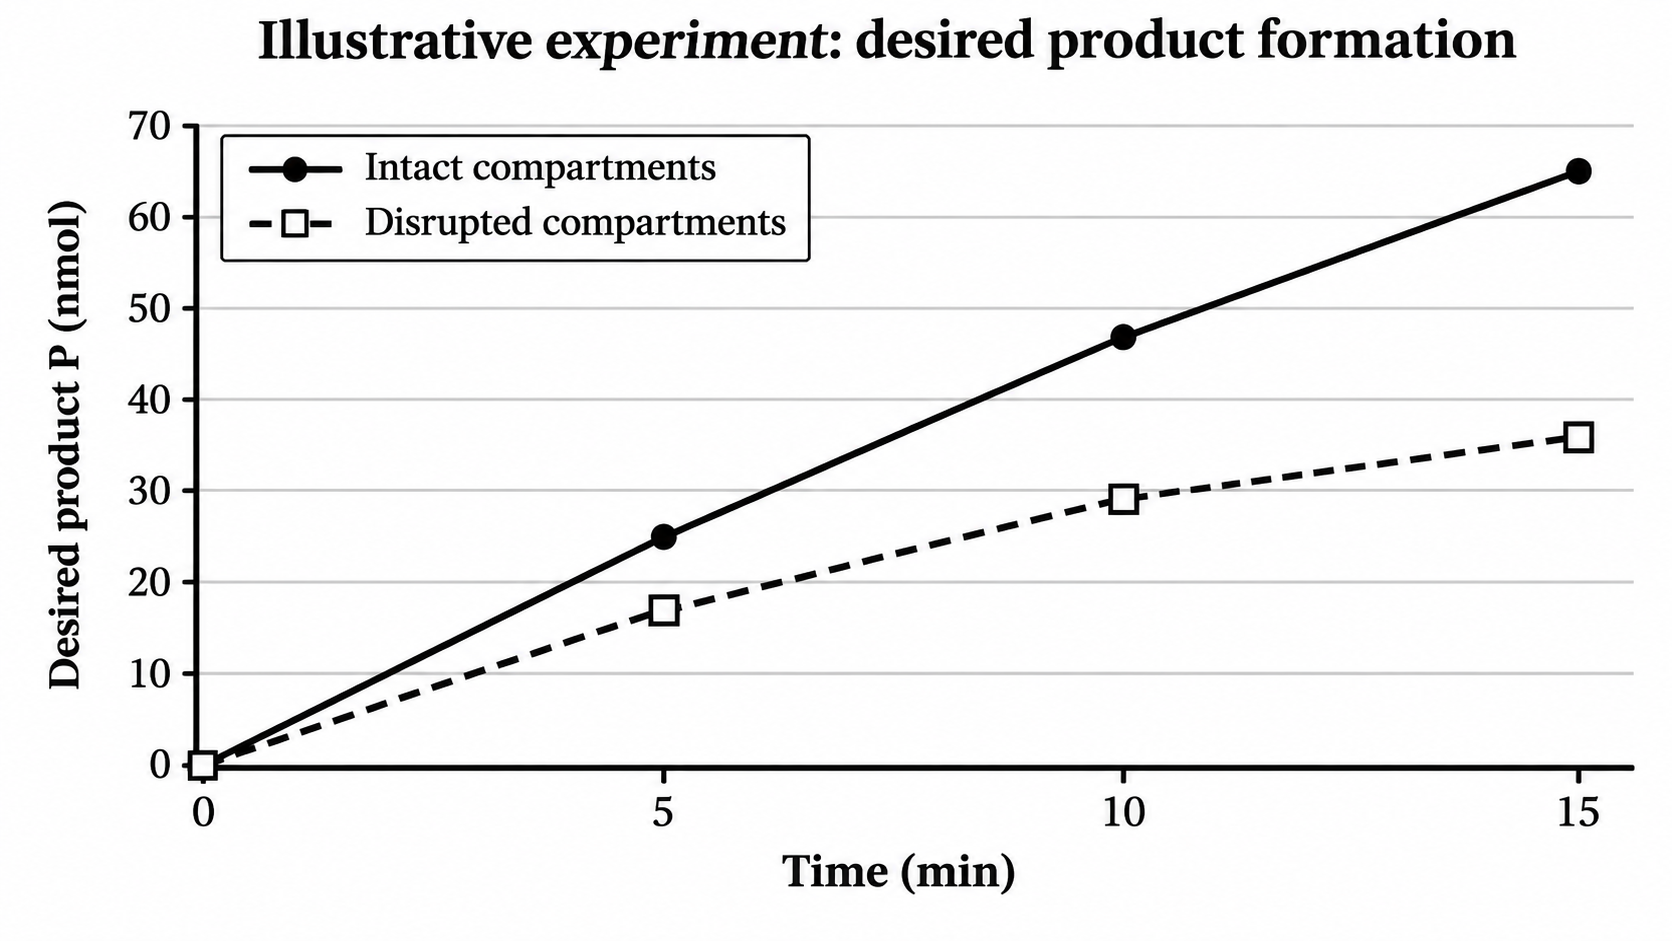 Illustrative experiment: desired product formation
Desired product P (nmol)
70
60
50
40
30
20
10
0
Intact compartments
Disrupted compartments
0 5 10 15
Time (min)